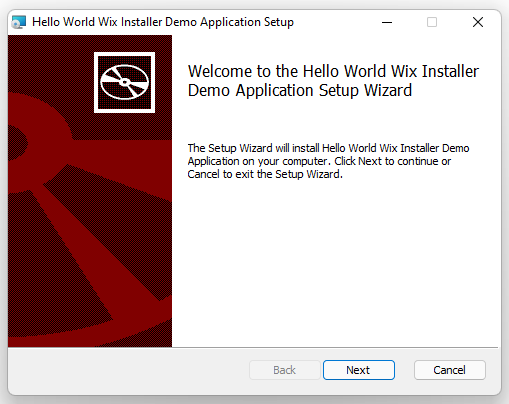 Hello World Wix Installer Demo Application Setup
Welcome to the Hello World Wix Installer
Demo Application Setup Wizard
The Setup Wizard will install Hello World Wix Installer Demo
Application on your computer. Click Next to continue or
Cancel to exit the Setup Wizard.
Back
Next
Cancel